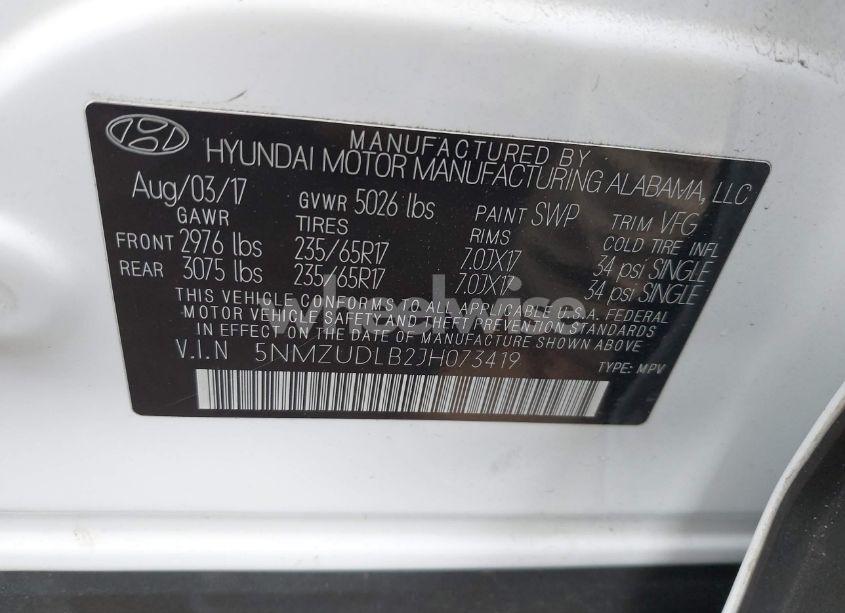 MANUFACTURED BY
HYUNDAI MOTOR MANUFACTURING ALABAMA, LLC
Aug/03/17 GVWR 5026 lbs PAINT SWP TRIM VFG
GAWR TIRES RIMS COLD TIRE INFL
FRONT 2976 lbs 235/65R17 7.0JX17 34 psi SINGLE
REAR 3075 lbs 235/65R17 7.0JX17 34 psi SINGLE
THIS VEHICLE CONFORMS TO ALL APPLICABLE U.S.A. FEDERAL
MOTOR VEHICLE SAFETY AND THEFT PREVENTION STANDARDS
IN EFFECT ON THE DATE OF MANUFACTURE SHOWN ABOVE
V.I.N 5NMZUDLB2JH073419 TYPE: MPV
wheelwise